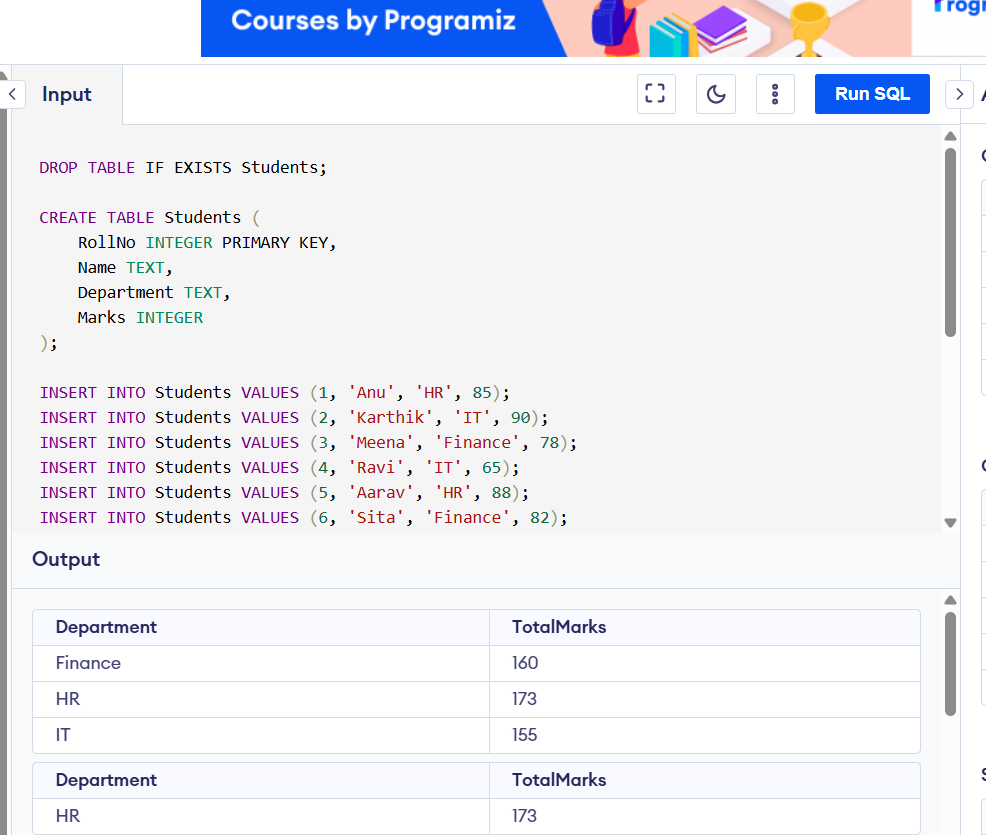 Courses by Programiz
Input
Run SQL
DROP TABLE IF EXISTS Students;
CREATE TABLE Students (
    RollNo INTEGER PRIMARY KEY,
    Name TEXT,
    Department TEXT,
    Marks INTEGER
);
INSERT INTO Students VALUES (1, 'Anu', 'HR', 85);
INSERT INTO Students VALUES (2, 'Karthik', 'IT', 90);
INSERT INTO Students VALUES (3, 'Meena', 'Finance', 78);
INSERT INTO Students VALUES (4, 'Ravi', 'IT', 65);
INSERT INTO Students VALUES (5, 'Aarav', 'HR', 88);
INSERT INTO Students VALUES (6, 'Sita', 'Finance', 82);
Output
Department TotalMarks
Finance 160
HR 173
IT 155
Department TotalMarks
HR 173